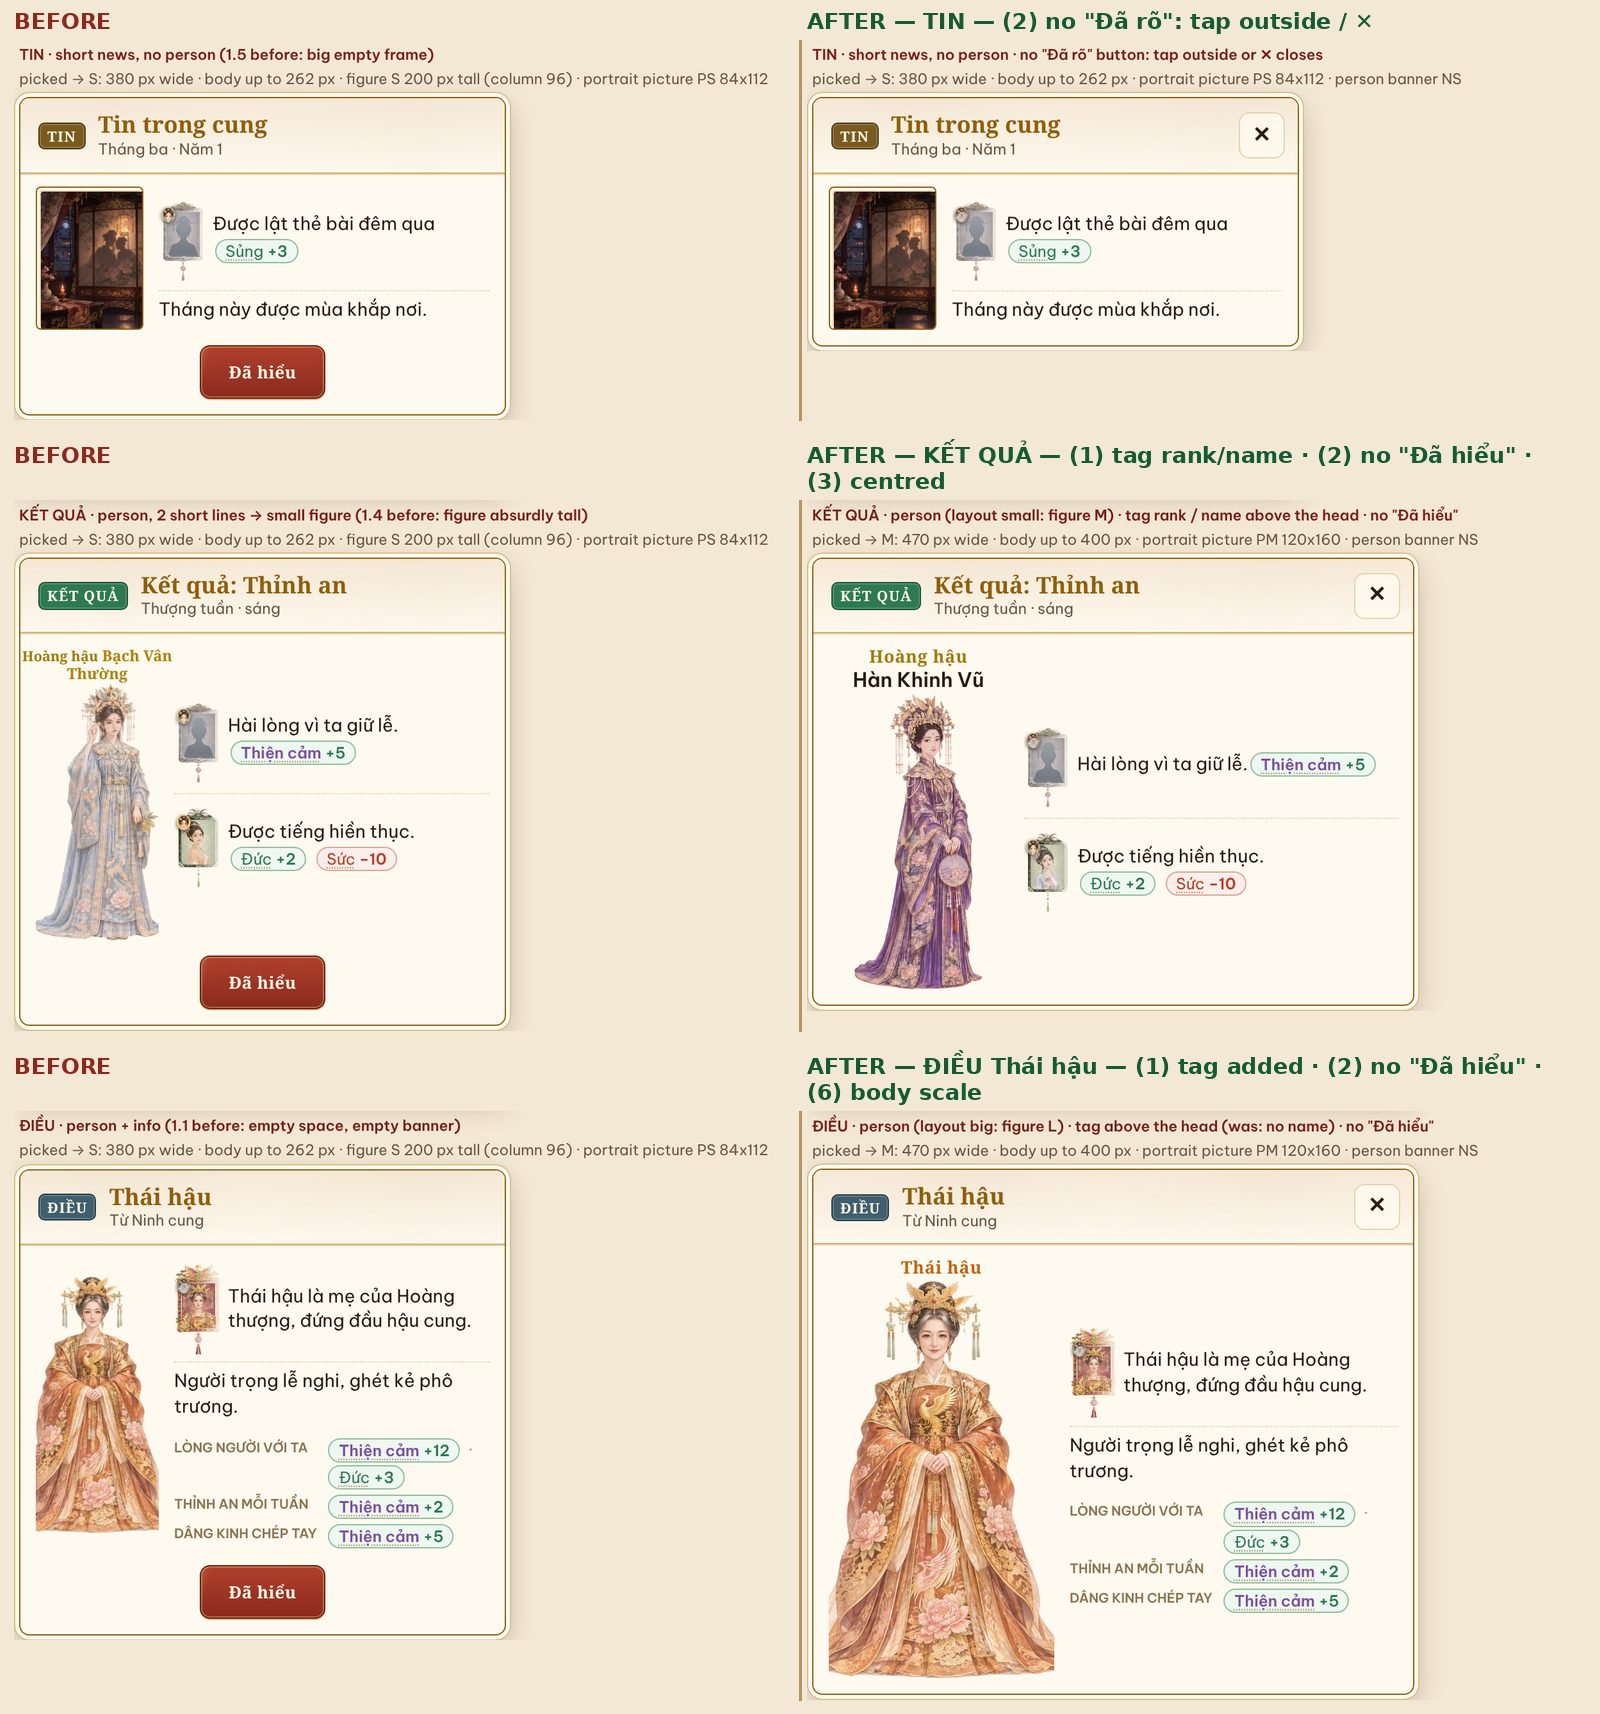 BEFORE
TIN · short news, no person (1.5 before: big empty frame)
picked → S: 380 px wide · body up to 262 px · figure S 200 px tall (column 96) · portrait picture PS 84x112
TIN
Tin trong cung
Tháng ba · Năm 1
Được lật thẻ bài đêm qua
Sủng +3
Tháng này được mùa khắp nơi.
Đã hiểu
AFTER — TIN — (2) no "Đã rõ": tap outside / ✕
TIN · short news, no person · no "Đã rõ" button: tap outside or ✕ closes
picked → S: 380 px wide · body up to 262 px · portrait picture PS 84x112 · person banner NS
TIN
Tin trong cung
Tháng ba · Năm 1
✕
Được lật thẻ bài đêm qua
Sủng +3
Tháng này được mùa khắp nơi.
BEFORE
KẾT QUẢ · person, 2 short lines → small figure (1.4 before: figure absurdly tall)
picked → S: 380 px wide · body up to 262 px · figure S 200 px tall (column 96) · portrait picture PS 84x112
KẾT QUẢ
Kết quả: Thỉnh an
Thượng tuần · sáng
Hoàng hậu Bạch Vân
Thường
Hài lòng vì ta giữ lễ.
Thiện cảm +5
Được tiếng hiền thục.
Đức +2 Sức −10
Đã hiểu
AFTER — KẾT QUẢ — (1) tag rank/name · (2) no "Đã hiểu" ·
(3) centred
KẾT QUẢ · person (layout small: figure M) · tag rank / name above the head · no "Đã hiểu"
picked → M: 470 px wide · body up to 400 px · portrait picture PM 120x160 · person banner NS
KẾT QUẢ
Kết quả: Thỉnh an
Thượng tuần · sáng
✕
Hoàng hậu
Hàn Khinh Vũ
Hài lòng vì ta giữ lễ. Thiện cảm +5
Được tiếng hiền thục.
Đức +2 Sức −10
BEFORE
ĐIỀU · person + info (1.1 before: empty space, empty banner)
picked → S: 380 px wide · body up to 262 px · figure S 200 px tall (column 96) · portrait picture PS 84x112
ĐIỀU
Thái hậu
Từ Ninh cung
Thái hậu là mẹ của Hoàng
thượng, đứng đầu hậu cung.
Người trọng lễ nghi, ghét kẻ phô
trương.
LÒNG NGƯỜI VỚI TA Thiện cảm +12 ·
Đức +3
THỈNH AN MỖI TUẦN Thiện cảm +2
DÂNG KINH CHÉP TAY Thiện cảm +5
Đã hiểu
AFTER — ĐIỀU Thái hậu — (1) tag added · (2) no "Đã hiểu" ·
(6) body scale
ĐIỀU · person (layout big: figure L) · tag above the head (was: no name) · no "Đã hiểu"
picked → M: 470 px wide · body up to 400 px · portrait picture PM 120x160 · person banner NS
ĐIỀU
Thái hậu
Từ Ninh cung
✕
Thái hậu
Thái hậu là mẹ của Hoàng
thượng, đứng đầu hậu cung.
Người trọng lễ nghi, ghét kẻ phô
trương.
LÒNG NGƯỜI VỚI TA Thiện cảm +12 ·
Đức +3
THỈNH AN MỖI TUẦN Thiện cảm +2
DÂNG KINH CHÉP TAY Thiện cảm +5